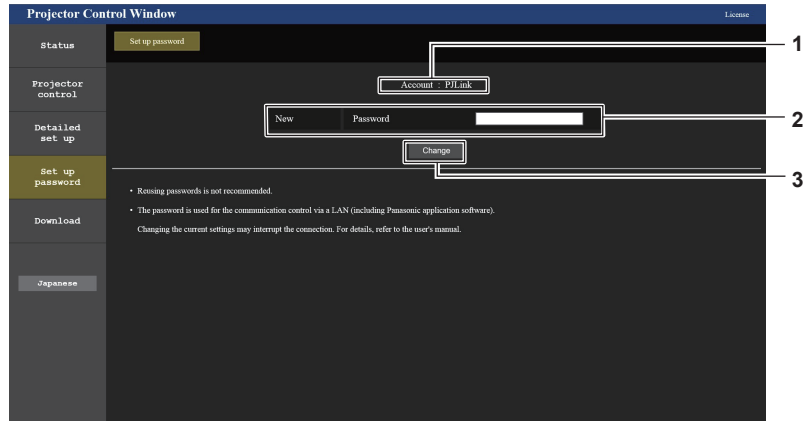 Projector Control Window
License
Status
Set up password
1
Projector
control
Account : PJLink
New Password
2
Detailed
set up
Change
Set up
password
3
• Reusing passwords is not recommended.
• The password is used for the communication control via a LAN (including Panasonic application software).
Changing the current settings may interrupt the connection. For details, refer to the user's manual.
Download
Japanese